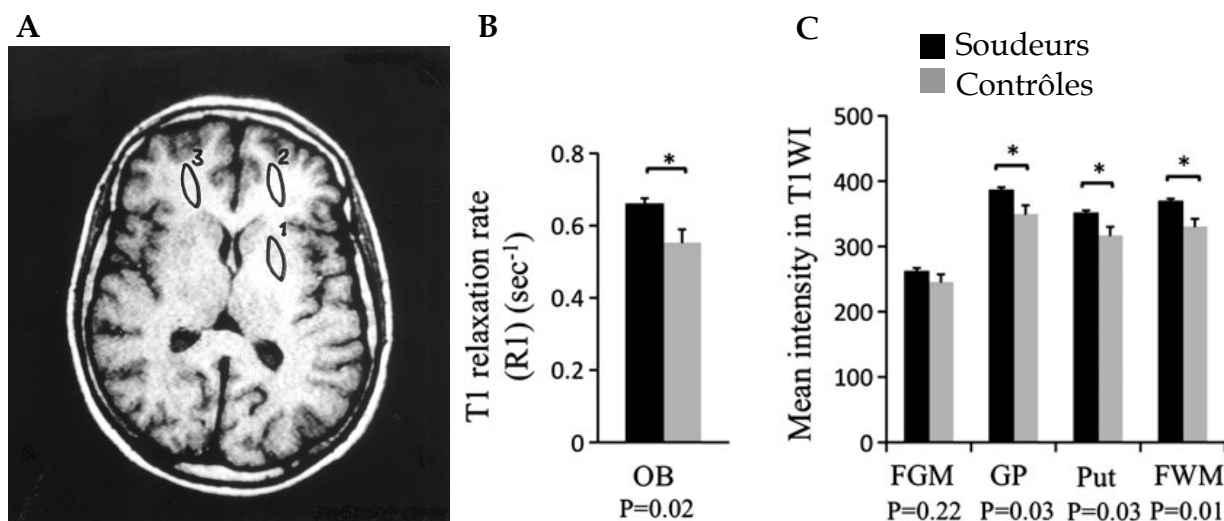 A
3
2
1
B
T1 relaxation rate
(R1) (sec⁻¹)
0.8
0.6
0.4
0.2
0
*
OB
P=0.02
C
Soudeurs
Contrôles
Mean intensity in T1WI
500
400
300
200
100
0
*
*
*
FGM GP Put FWM
P=0.22 P=0.03 P=0.03 P=0.01